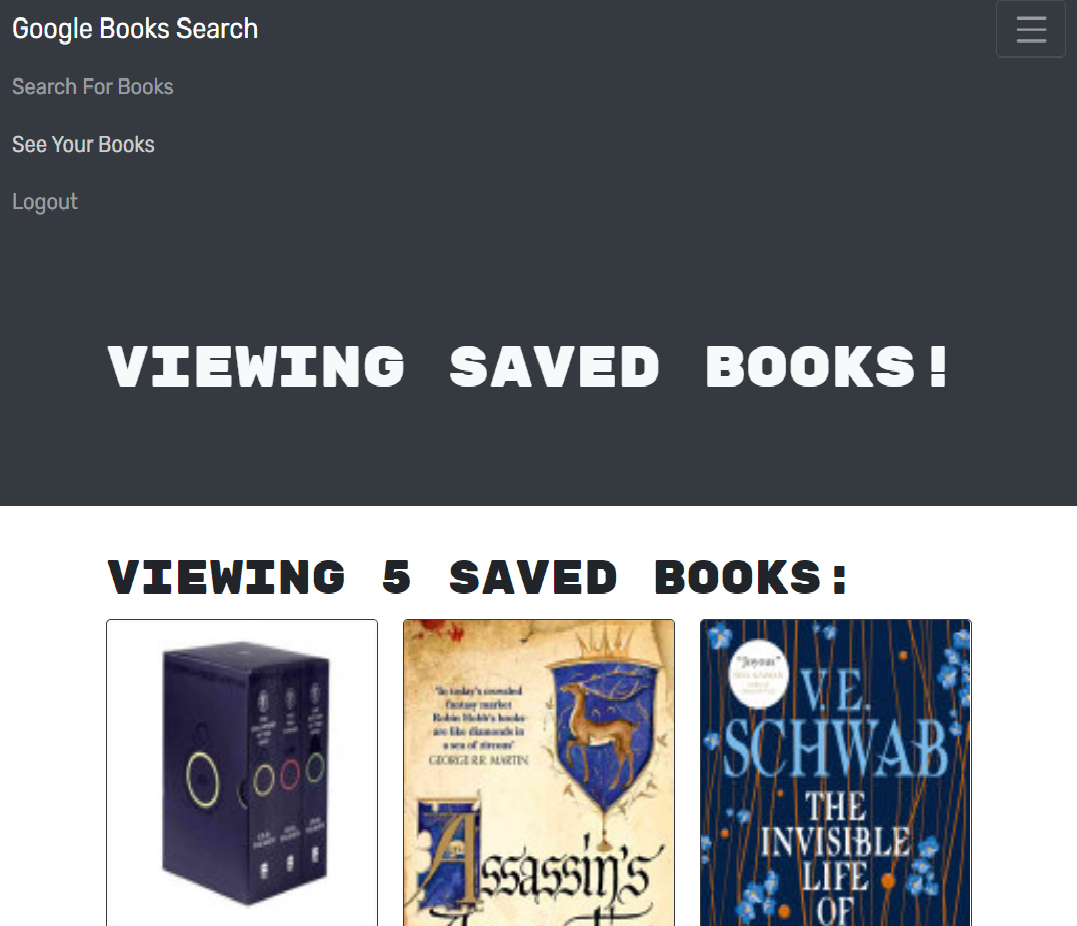 Google Books Search
Search For Books
See Your Books
Logout
VIEWING SAVED BOOKS!
VIEWING 5 SAVED BOOKS:
'In today's crowded
fantasy market
Robin Hobb's books
are like diamonds in
a sea of zircons'
GEORGE R.R. MARTIN
Assassin's
"Joyous"
V.E.
SCHWAB
THE
INVISIBLE
LIFE
OF